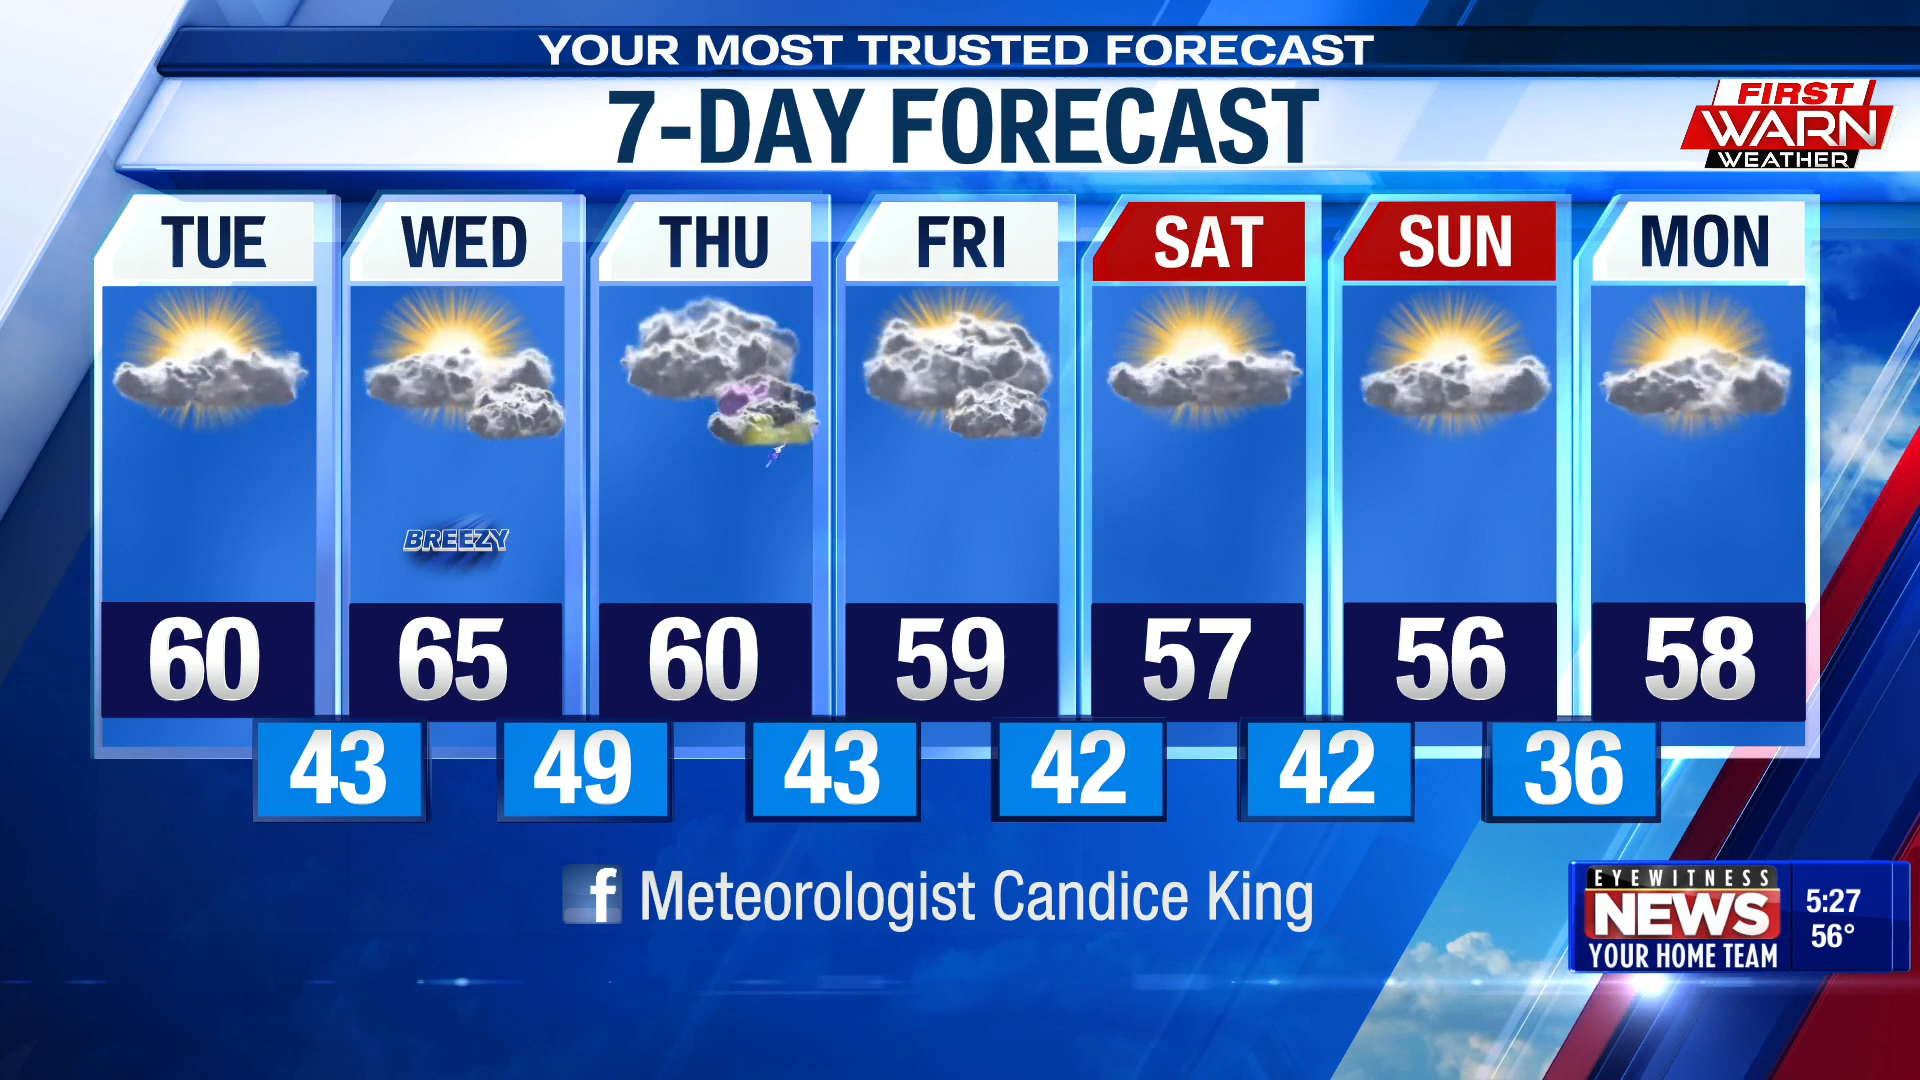 YOUR MOST TRUSTED FORECAST
7-DAY FORECAST
FIRST
WARN
WEATHER
TUE WED THU FRI SAT SUN MON
BREEZY
60 65 60 59 57 56 58
43 49 43 42 42 36
f Meteorologist Candice King
EYEWITNESS
NEWS
YOUR HOME TEAM
5:27
56°